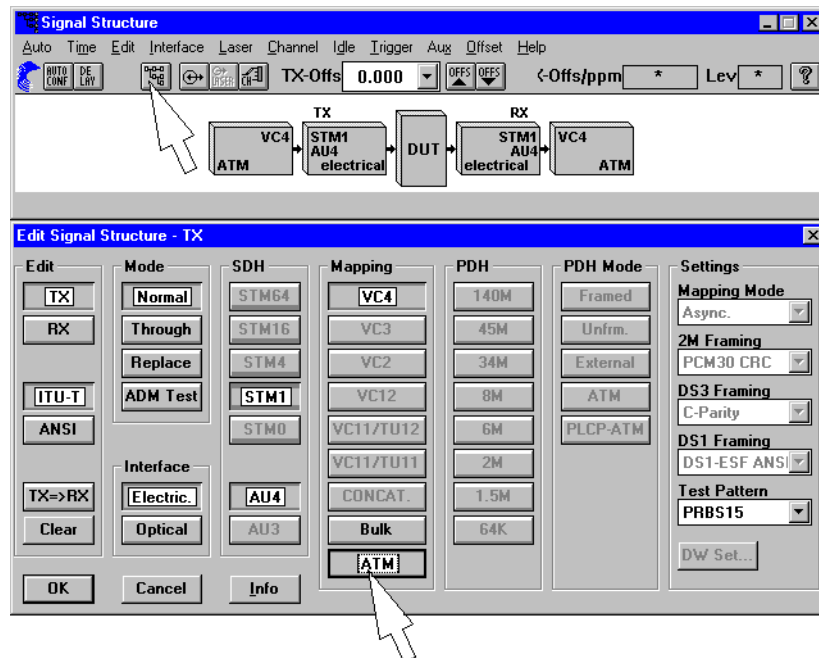 Signal Structure
Auto Time Edit Interface Laser Channel Idle Trigger Aux Offset Help
AUTO CONF DE LAY LASER CH TX-Offs 0.000 OFFS OFFS -Offs/ppm * Lev * ?
TX RX
VC4 STM1 STM1 VC4
AU4 DUT AU4
ATM electrical electrical ATM
Edit Signal Structure - TX
Edit Mode SDH Mapping PDH PDH Mode Settings
TX Normal STM64 VC4 140M Framed Mapping Mode
Async.
RX Through STM16 VC3 45M Unfrm. 2M Framing
Replace STM4 VC2 34M External PCM30 CRC
ITU-T ADM Test STM1 VC12 8M ATM DS3 Framing
C-Parity
ANSI STM0 VC11/TU12 6M PLCP-ATM DS1 Framing
Interface VC11/TU11 2M DS1-ESF ANSI
TX=>RX Electric. AU4 CONCAT. 1.5M Test Pattern
PRBS15
Clear Optical AU3 Bulk 64K
ATM DW Set...
OK Cancel Info